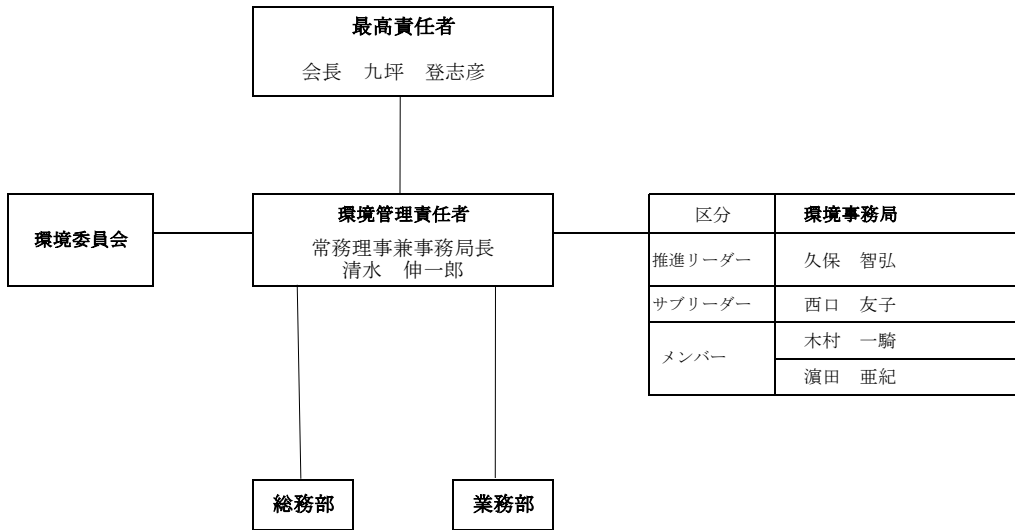 最高責任者
会長　九坪　登志彦
環境委員会
環境管理責任者
常務理事兼事務局長
清水　伸一郎
区分　環境事務局
推進リーダー　久保　智弘
サブリーダー　西口　友子
メンバー　木村　一騎
濵田　亜紀
総務部
業務部